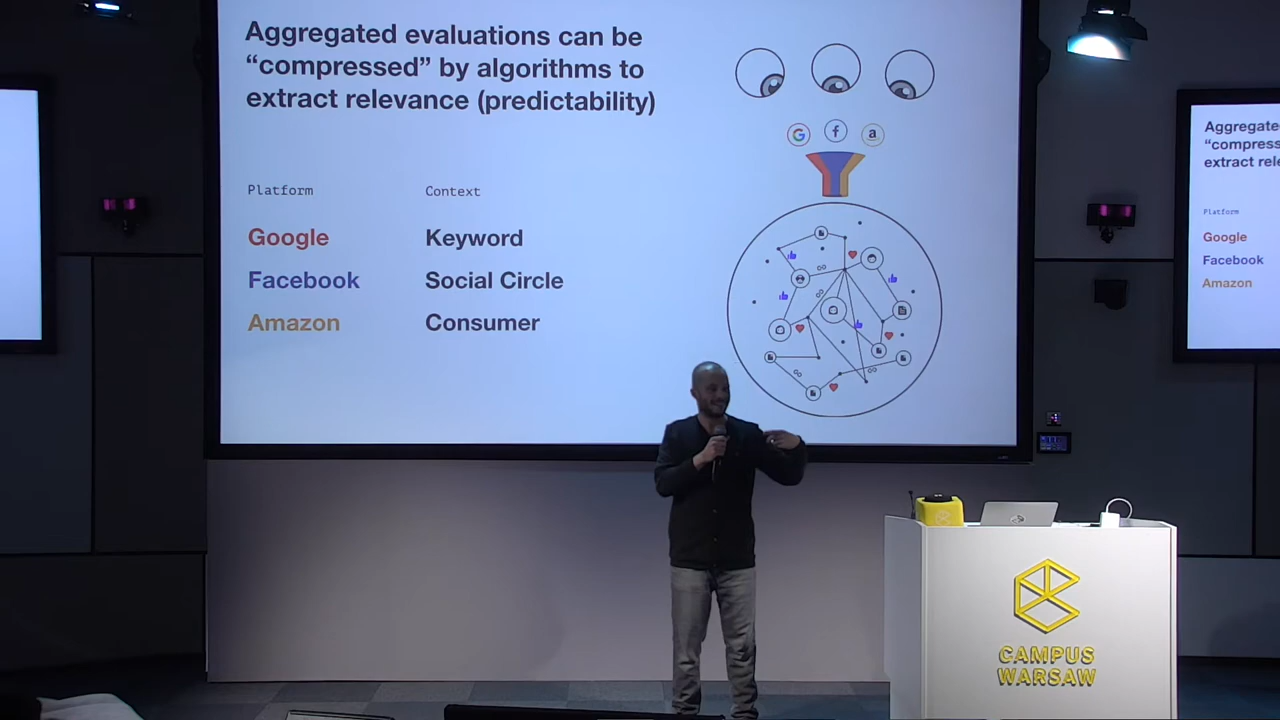 Aggregated evaluations can be
“compressed” by algorithms to
extract relevance (predictability)
Platform
Context
Google
Keyword
Facebook
Social Circle
Amazon
Consumer
G
f
a
Aggregate
“compress
extract rele
Platform
Google
Facebook
Amazon
CAMPUS
WARSAW